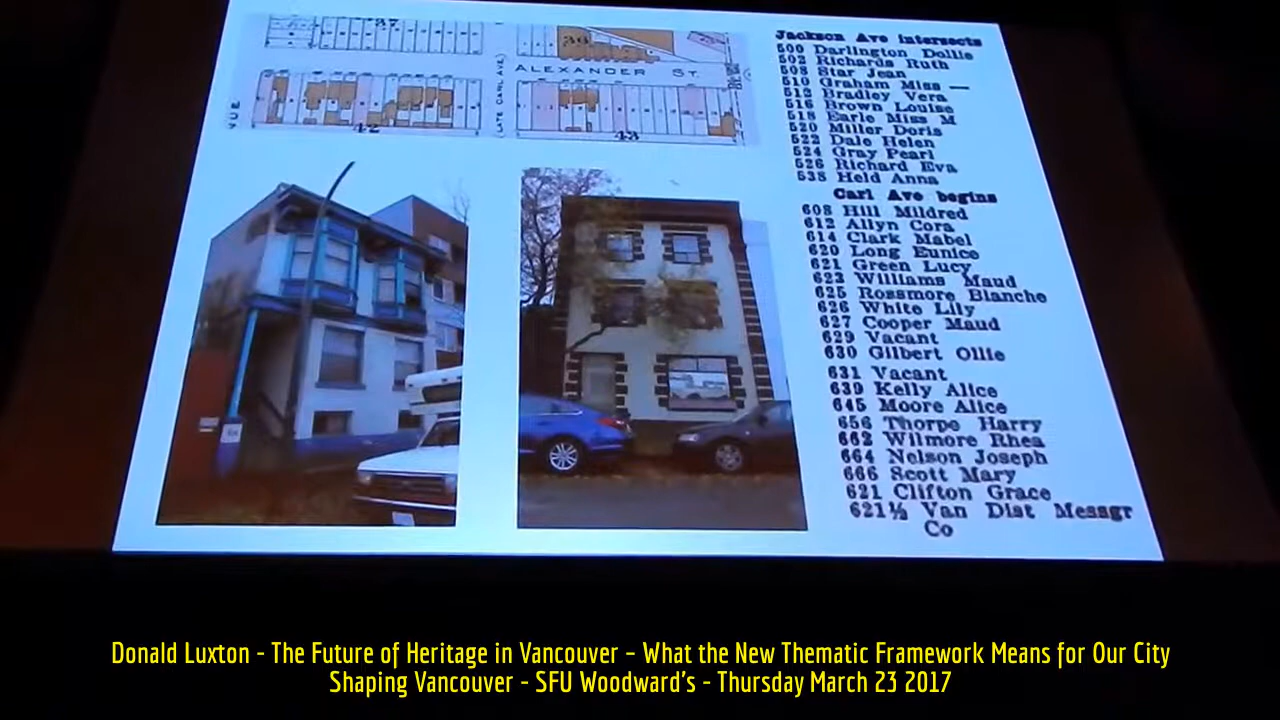 37
36
ALEXANDER ST.
(LATE CARL AVE)
VUE
42
43
Jackson Ave intersects
500 Darlington Dollie
502 Richards Ruth
508 Star Jean
510 Graham Miss —
512 Bradley Vera
516 Brown Louise
518 Earle Miss M
520 Miller Doris
522 Dale Helen
524 Gray Pearl
526 Richard Eva
538 Held Anna
Carl Ave begins
608 Hill Mildred
612 Allyn Cora
614 Clark Mabel
620 Long Eunice
621 Green Lucy
623 Williams Maud
625 Rossmore Blanche
626 White Lily
627 Cooper Maud
629 Vacant
630 Gilbert Ollie
631 Vacant
639 Kelly Alice
645 Moore Alice
656 Thorpe Harry
662 Wilmore Rhea
664 Nelson Joseph
666 Scott Mary
621 Clifton Grace
621½ Van Dist Messgr
Co
Donald Luxton - The Future of Heritage in Vancouver – What the New Thematic Framework Means for Our City
Shaping Vancouver - SFU Woodward's - Thursday March 23 2017